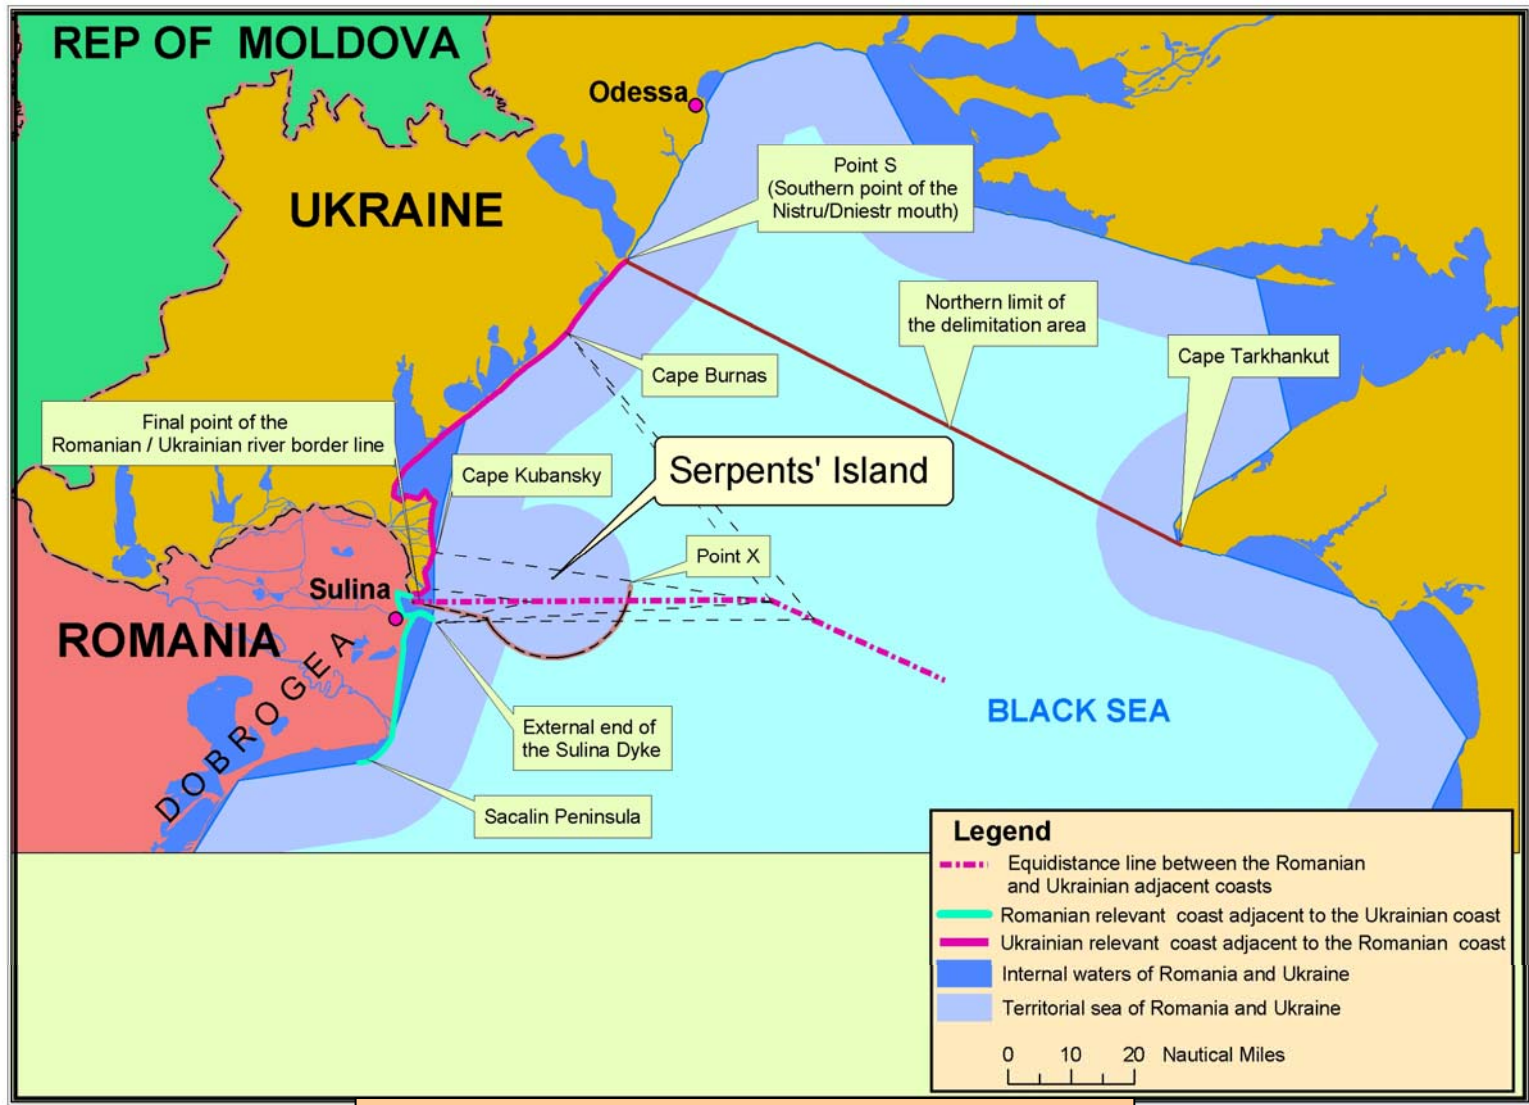 REP OF MOLDOVA
Odessa
Point S
(Southern point of the
Nistru/Dniestr mouth)
UKRAINE
Northern limit of
the delimitation area
Cape Tarkhankut
Cape Burnas
Final point of the
Romanian / Ukrainian river border line
Serpents' Island
Cape Kubansky
Point X
Sulina
ROMANIA
DOBROGEA
BLACK SEA
External end of
the Sulina Dyke
Sacalin Peninsula
Legend
Equidistance line between the Romanian
and Ukrainian adjacent coasts
Romanian relevant coast adjacent to the Ukrainian coast
Ukrainian relevant coast adjacent to the Romanian coast
Internal waters of Romania and Ukraine
Territorial sea of Romania and Ukraine
0 10 20 Nautical Miles